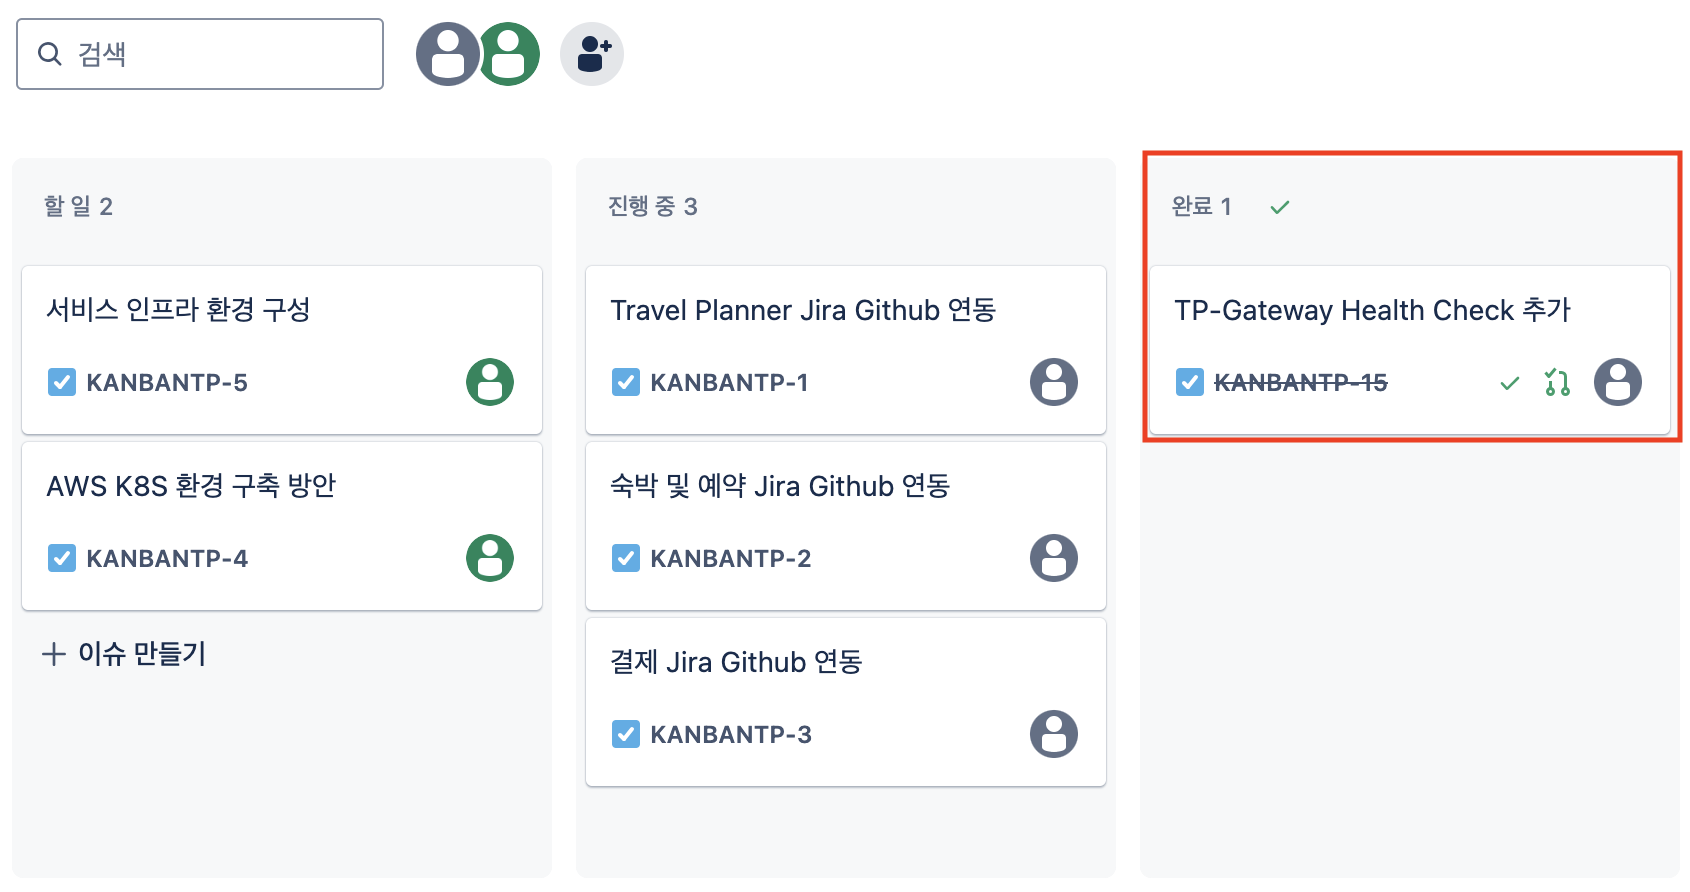 검색
할 일 2
서비스 인프라 환경 구성
KANBANTP-5
AWS K8S 환경 구축 방안
KANBANTP-4
이슈 만들기
진행 중 3
Travel Planner Jira Github 연동
KANBANTP-1
숙박 및 예약 Jira Github 연동
KANBANTP-2
결제 Jira Github 연동
KANBANTP-3
완료 1
TP-Gateway Health Check 추가
KANBANTP-15